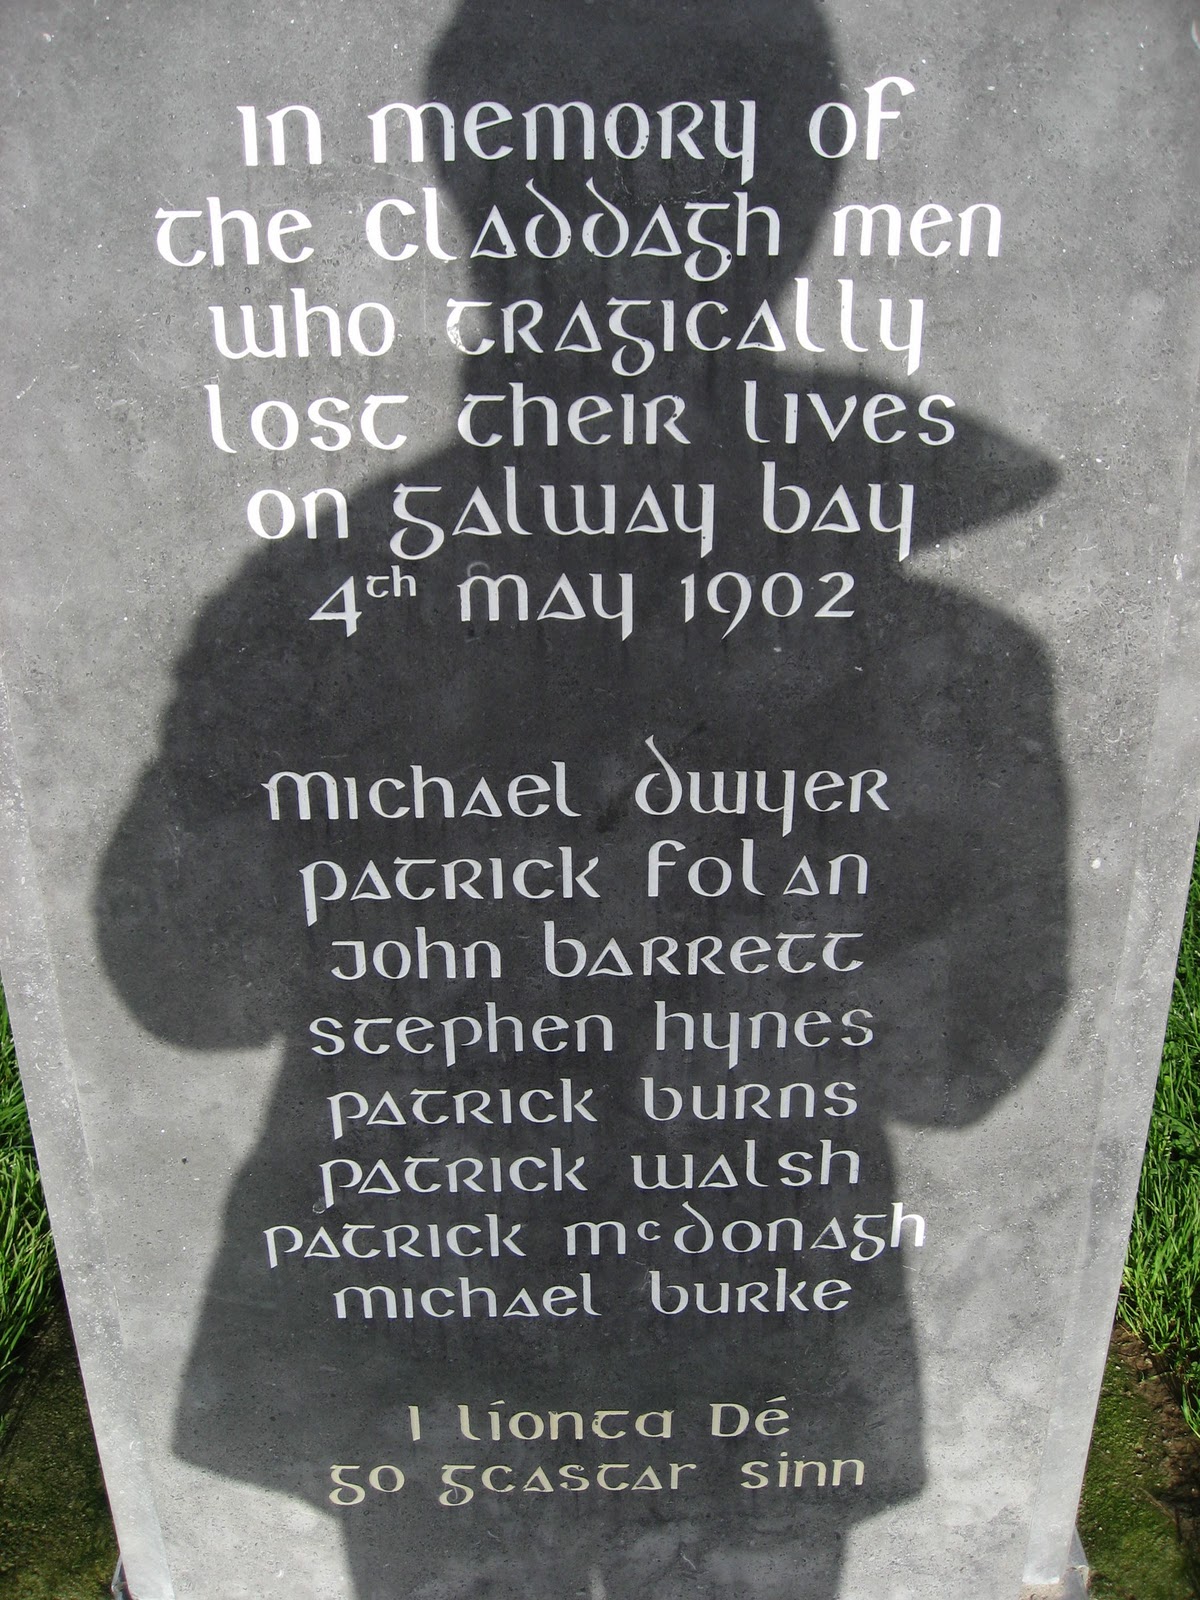 In memory of
the Claddagh men
who tragically
lost their lives
on galway bay
4th may 1902
michael dwyer
patrick folan
john barrett
stephen hynes
patrick burns
patrick walsh
patrick mcdonagh
michael burke
I líonta Dé
go gcastar sinn